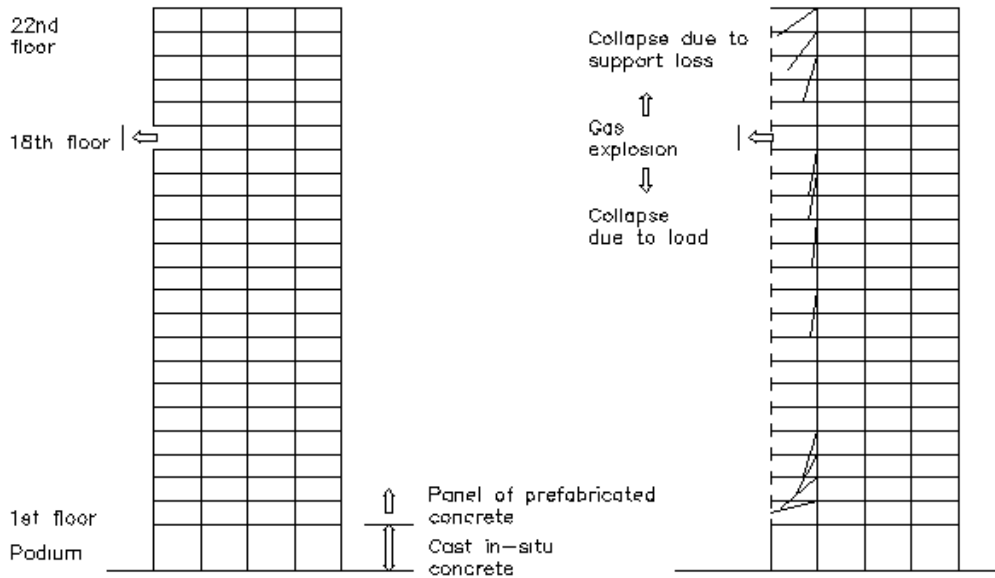 22nd
floor
18th floor
1st floor
Podium
Panel of prefabricated
concrete
Cast in-situ
concrete
Collapse due to
support loss
Gas
explosion
Collapse
due to load